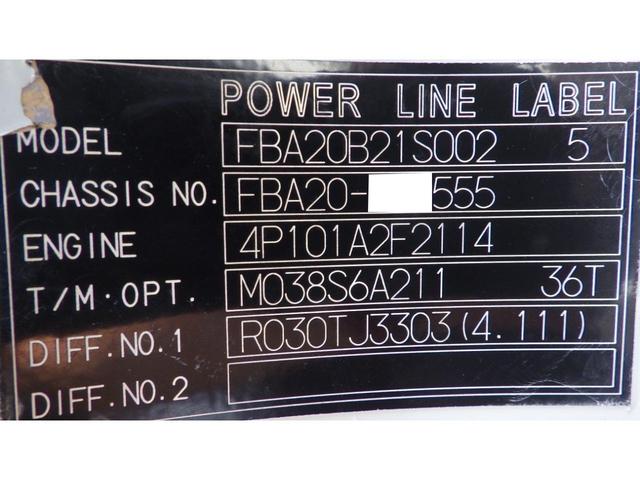 POWER LINE LABEL
MODEL FBA20B21S002 5
CHASSIS NO. FBA20- 555
ENGINE 4P101A2F2114
T/M·OPT. M038S6A211 36T
DIFF.NO.1 R030TJ3303(4.111)
DIFF.NO.2